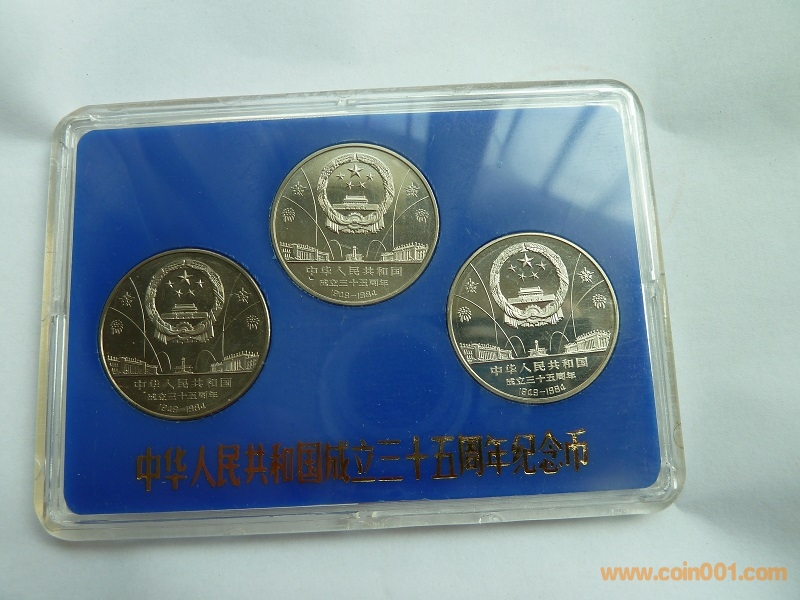 中华人民共和国
成立三十五周年
1949-1984
中华人民共和国
成立三十五周年
1949-1984
中华人民共和国
成立三十五周年
1949-1984
中华人民共和国成立三十五周年纪念币
www.coin001.com